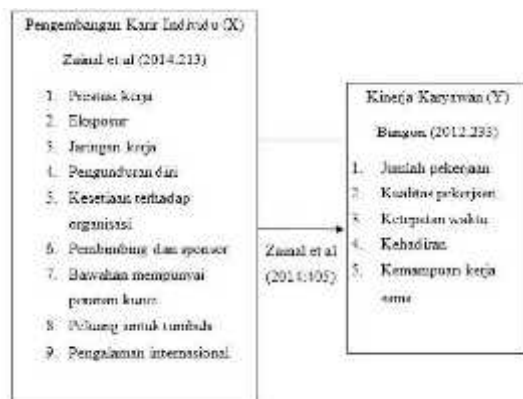 Pengembangan Karir Individu (X)
Zainal et al (2014:213)
1. Prestasi kerja
2. Eksposur
3. Jaringan kerja
4. Pengunduran diri
5. Kesetiaan terhadap
organisasi
6. Pembimbing dan sponsor
7. Bawahan mempunyai
peranan kunci
8. Peluang untuk tumbuh
9. Pengalaman internasional
Zainal et al
(2014:405)
Kinerja Karyawan (Y)
Bangun (2012:233)
1. Jumlah pekerjaan
2. Kualitas pekerjaan
3. Ketepatan waktu
4. Kehadiran
5. Kemampuan kerja
sama